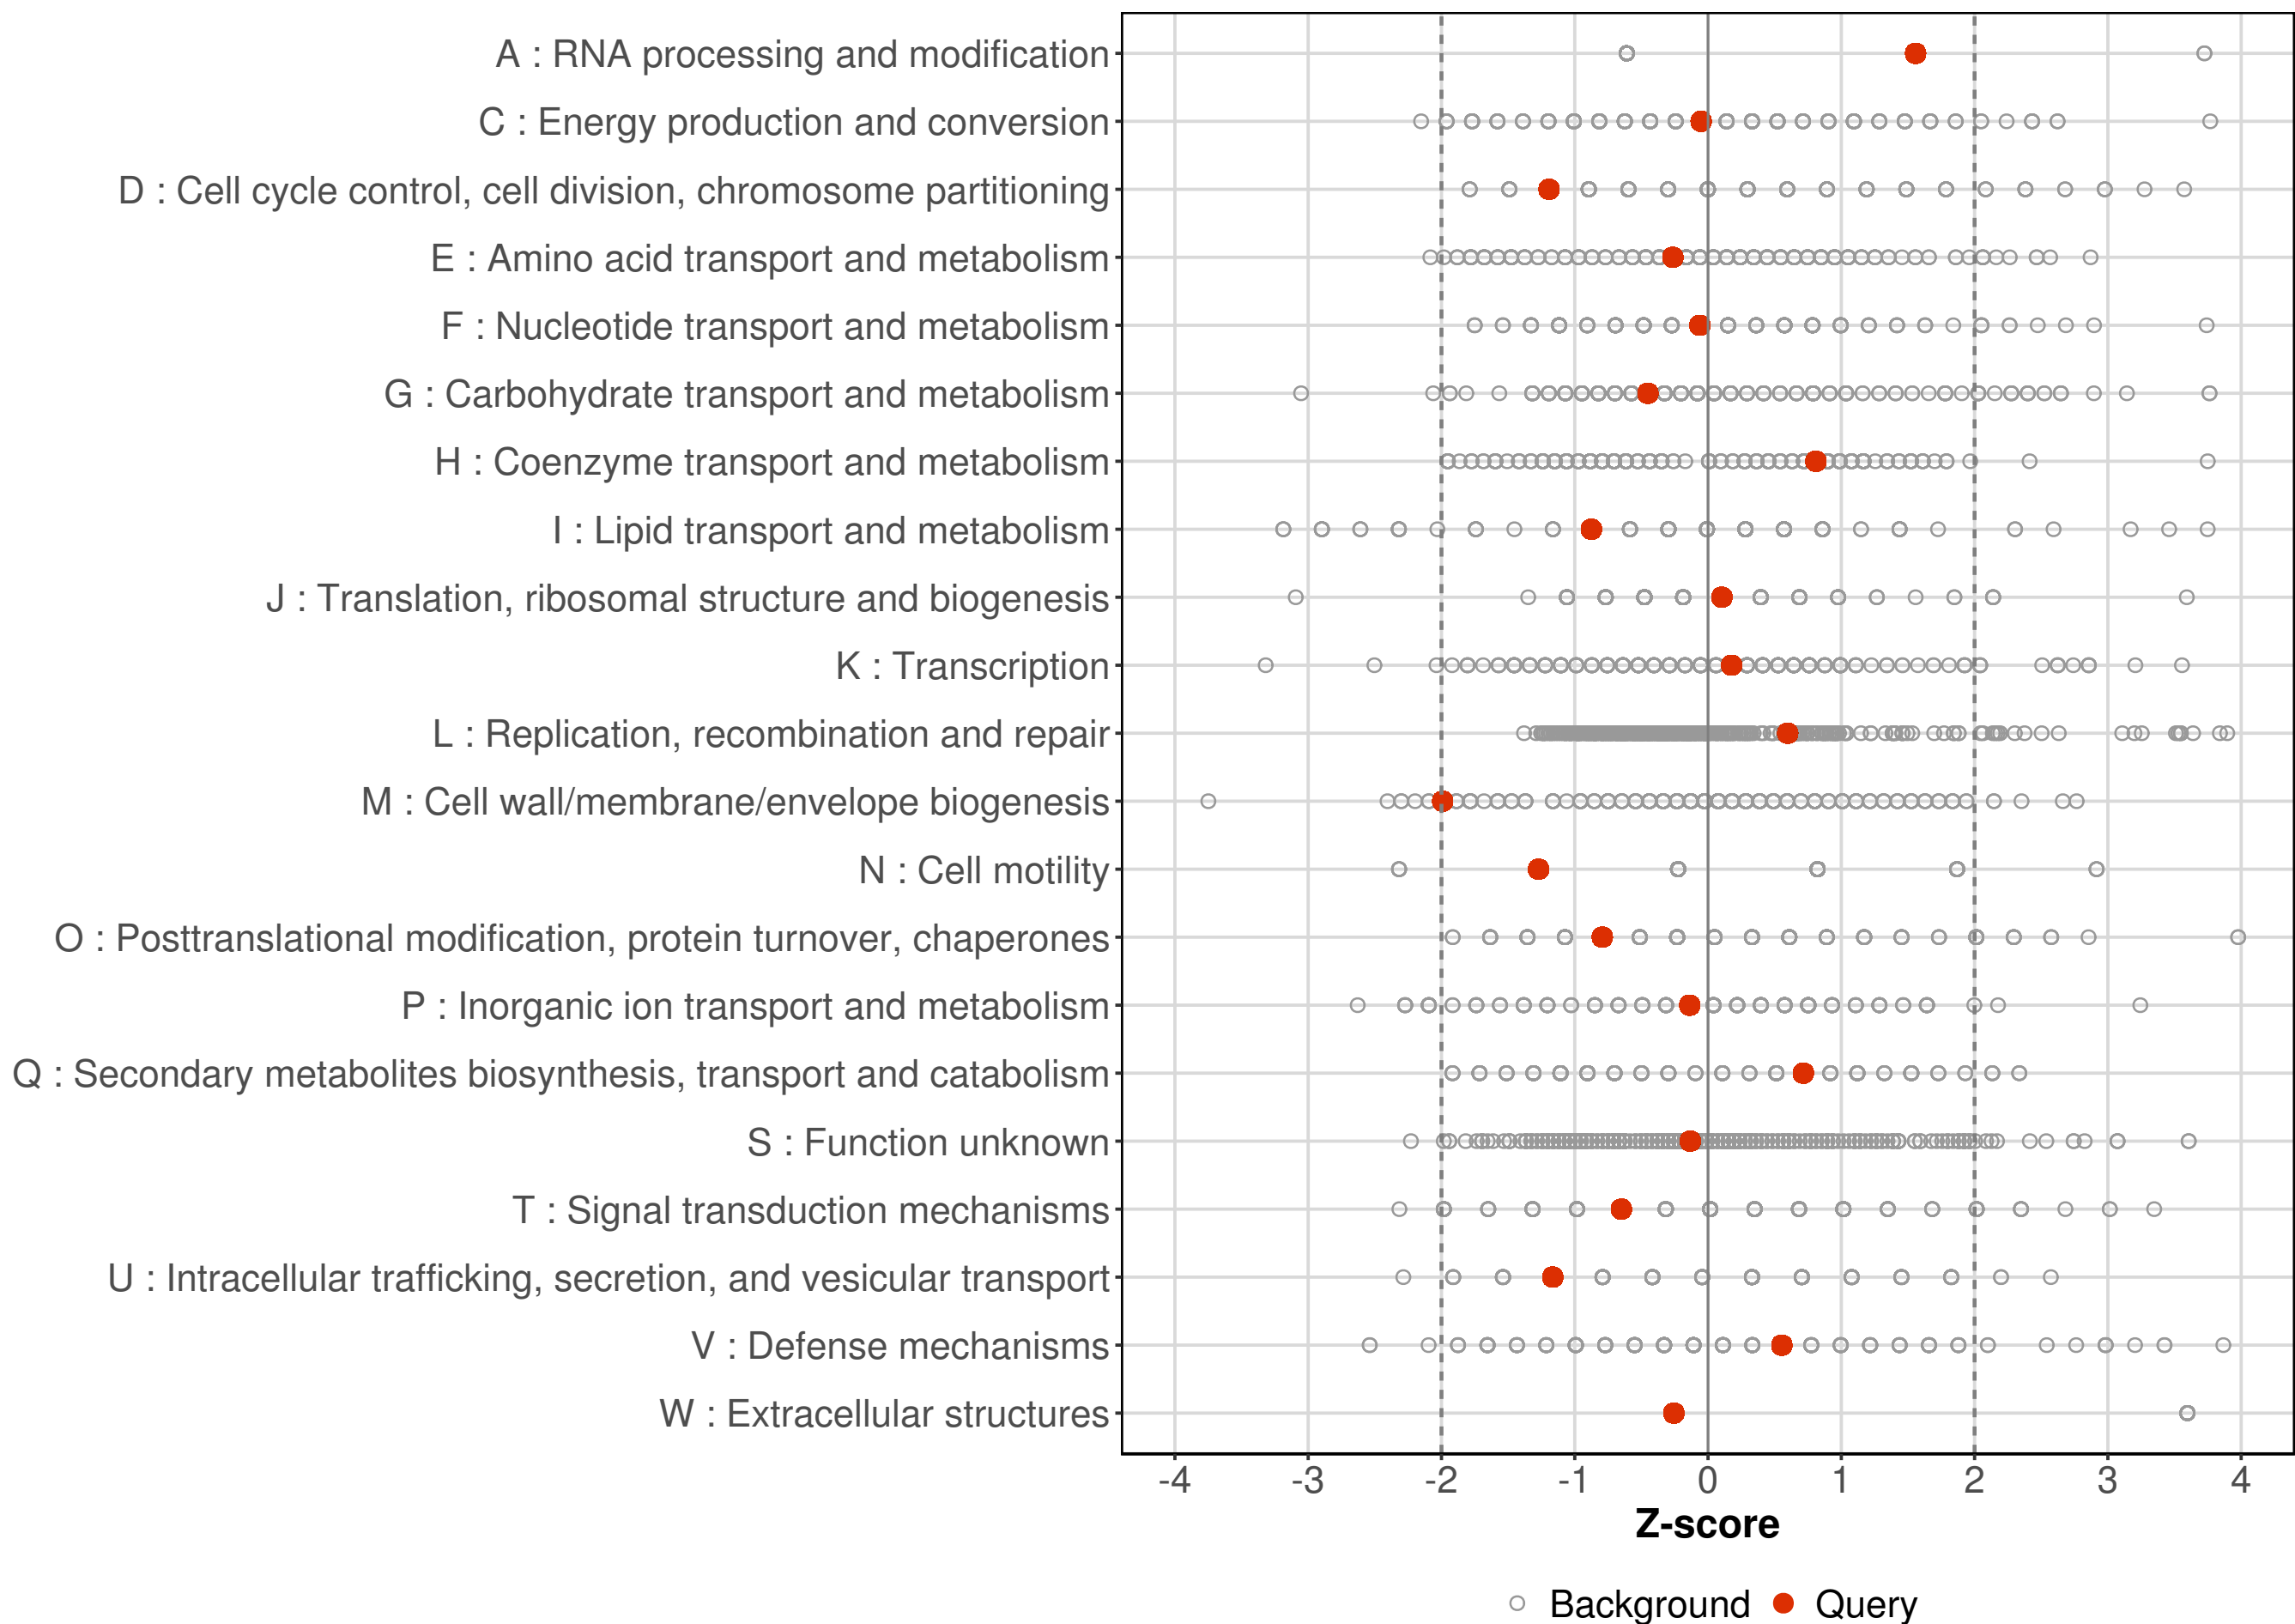 A : RNA processing and modification
C : Energy production and conversion
D : Cell cycle control, cell division, chromosome partitioning
E : Amino acid transport and metabolism
F : Nucleotide transport and metabolism
G : Carbohydrate transport and metabolism
H : Coenzyme transport and metabolism
I : Lipid transport and metabolism
J : Translation, ribosomal structure and biogenesis
K : Transcription
L : Replication, recombination and repair
M : Cell wall/membrane/envelope biogenesis
N : Cell motility
O : Posttranslational modification, protein turnover, chaperones
P : Inorganic ion transport and metabolism
Q : Secondary metabolites biosynthesis, transport and catabolism
S : Function unknown
T : Signal transduction mechanisms
U : Intracellular trafficking, secretion, and vesicular transport
V : Defense mechanisms
W : Extracellular structures
-4 -3 -2 -1 0 1 2 3 4
Z-score
Background Query